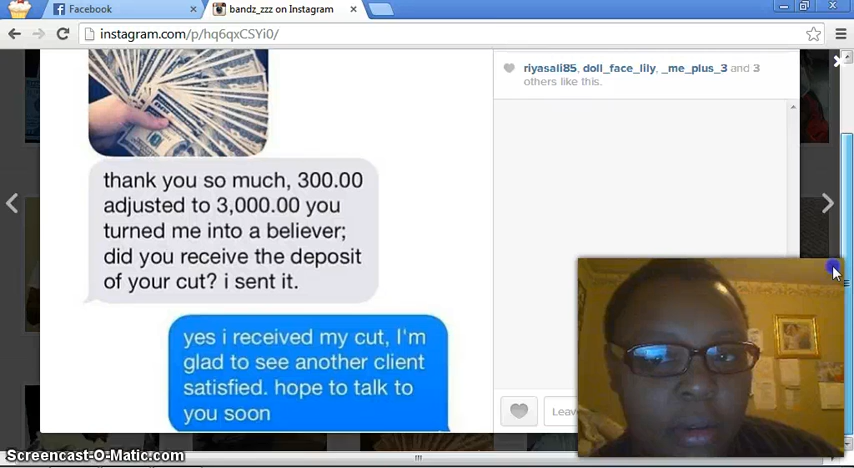 Facebook
bandz_zzz on Instagram
instagram.com/p/hq6qxCSYi0/
riyasali85, doll_face_lily, _me_plus_3 and 3
others like this.
thank you so much, 300.00
adjusted to 3,000.00 you
turned me into a believer;
did you receive the deposit
of your cut? i sent it.
yes i received my cut, I'm
glad to see another client
satisfied. hope to talk to
you soon
Leav
Screencast-O-Matic.com